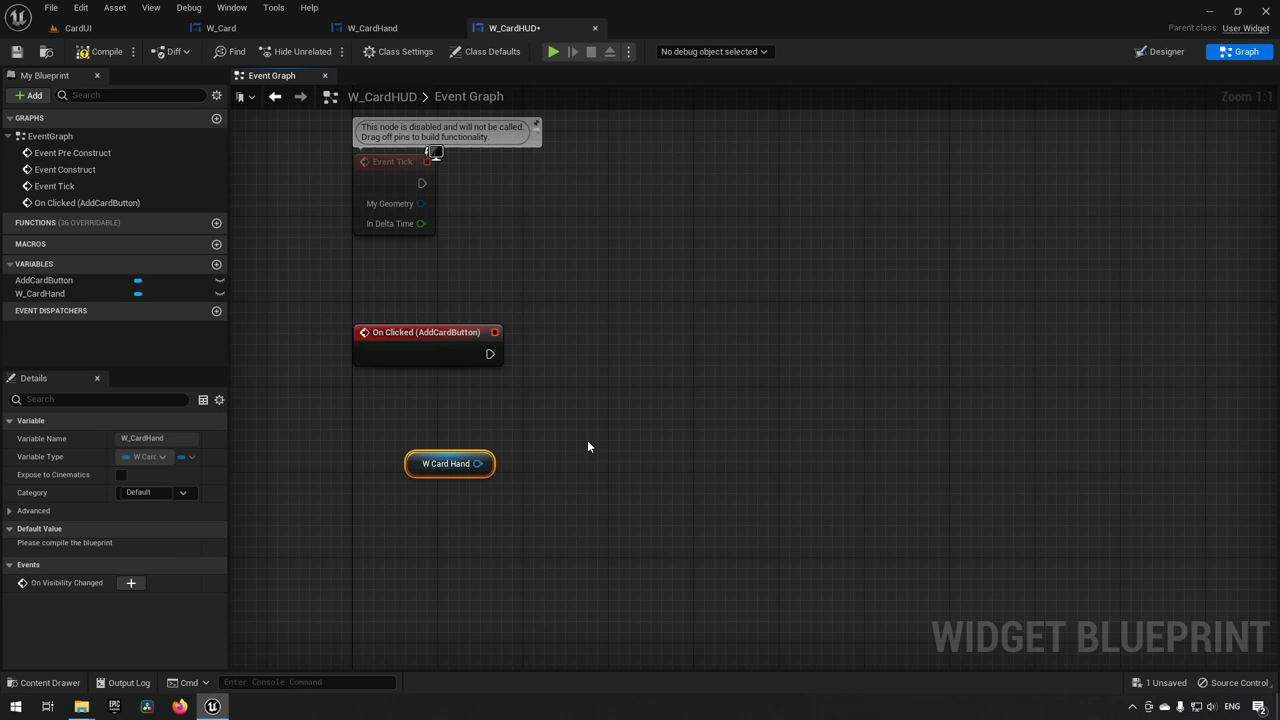 File Edit Asset View Debug Window Tools Help
CardUI W_Card W_CardHand W_CardHUD•
Parent class: User Widget
Compile Diff Find Hide Unrelated Class Settings Class Defaults No debug object selected Designer Graph
My Blueprint
Event Graph
Add Search
W_CardHUD > Event Graph
Zoom 1:1
GRAPHS
EventGraph
Event Pre Construct
Event Construct
Event Tick
On Clicked (AddCardButton)
FUNCTIONS (36 OVERRIDABLE)
MACROS
VARIABLES
AddCardButton
W_CardHand
EVENT DISPATCHERS
Details
Search
Variable
Variable Name W_CardHand
Variable Type W Carc
Expose to Cinematics
Category Default
Advanced
Default Value
Please compile the blueprint
Events
On Visibility Changed
This node is disabled and will not be called.
Drag off pins to build functionality.
Event Tick
My Geometry
In Delta Time
On Clicked (AddCardButton)
W Card Hand
WIDGET BLUEPRINT
Content Drawer Output Log Cmd Enter Console Command 1 Unsaved Source Control
EPIC ENG 2